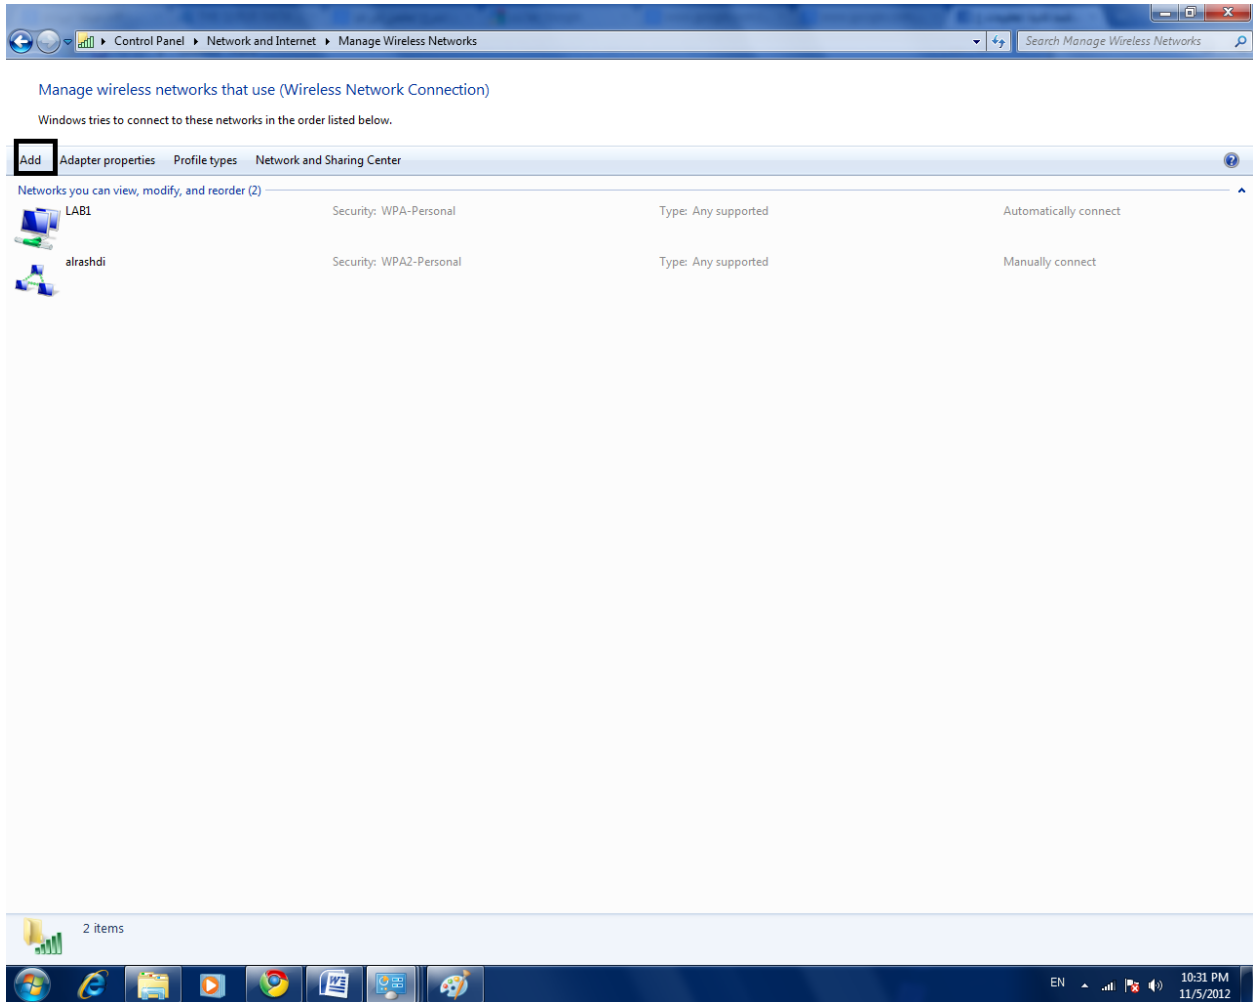 Control Panel ▸ Network and Internet ▸ Manage Wireless Networks
Search Manage Wireless Networks
Manage wireless networks that use (Wireless Network Connection)
Windows tries to connect to these networks in the order listed below.
Add Adapter properties Profile types Network and Sharing Center
Networks you can view, modify, and reorder (2)
LAB1 Security: WPA-Personal Type: Any supported Automatically connect
alrashdi Security: WPA2-Personal Type: Any supported Manually connect
2 items
EN 10:31 PM
11/5/2012